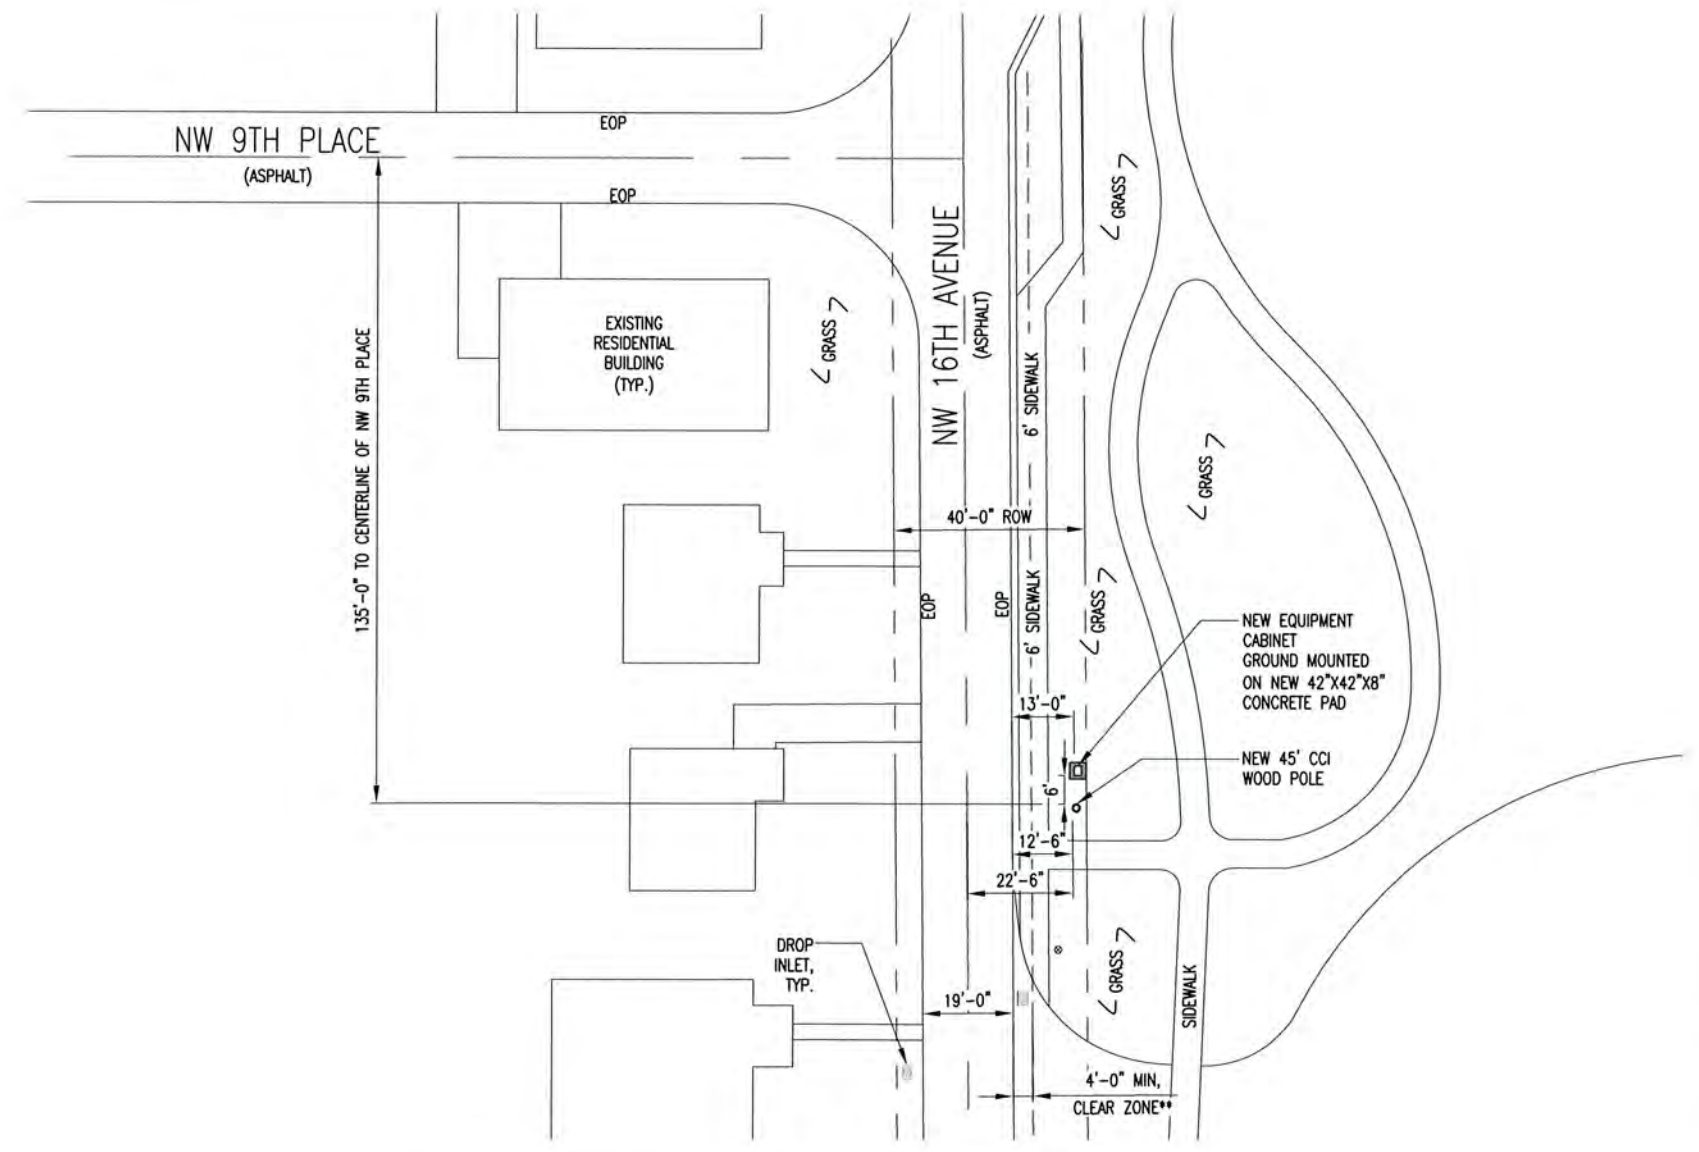 EOP
NW 9TH PLACE
(ASPHALT)
EOP
GRASS
NW 16TH AVENUE
(ASPHALT)
EXISTING
RESIDENTIAL
BUILDING
(TYP.)
GRASS
135'-0" TO CENTERLINE OF NW 9TH PLACE
6' SIDEWALK
GRASS
40'-0" ROW
EOP
EOP
6' SIDEWALK
GRASS
NEW EQUIPMENT
CABINET
GROUND MOUNTED
ON NEW 42"X42"X8"
CONCRETE PAD
13'-0"
NEW 45' CCI
WOOD POLE
6'
12'-6"
22'-6"
DROP
INLET,
TYP.
GRASS
SIDEWALK
19'-0"
4'-0" MIN,
CLEAR ZONE**